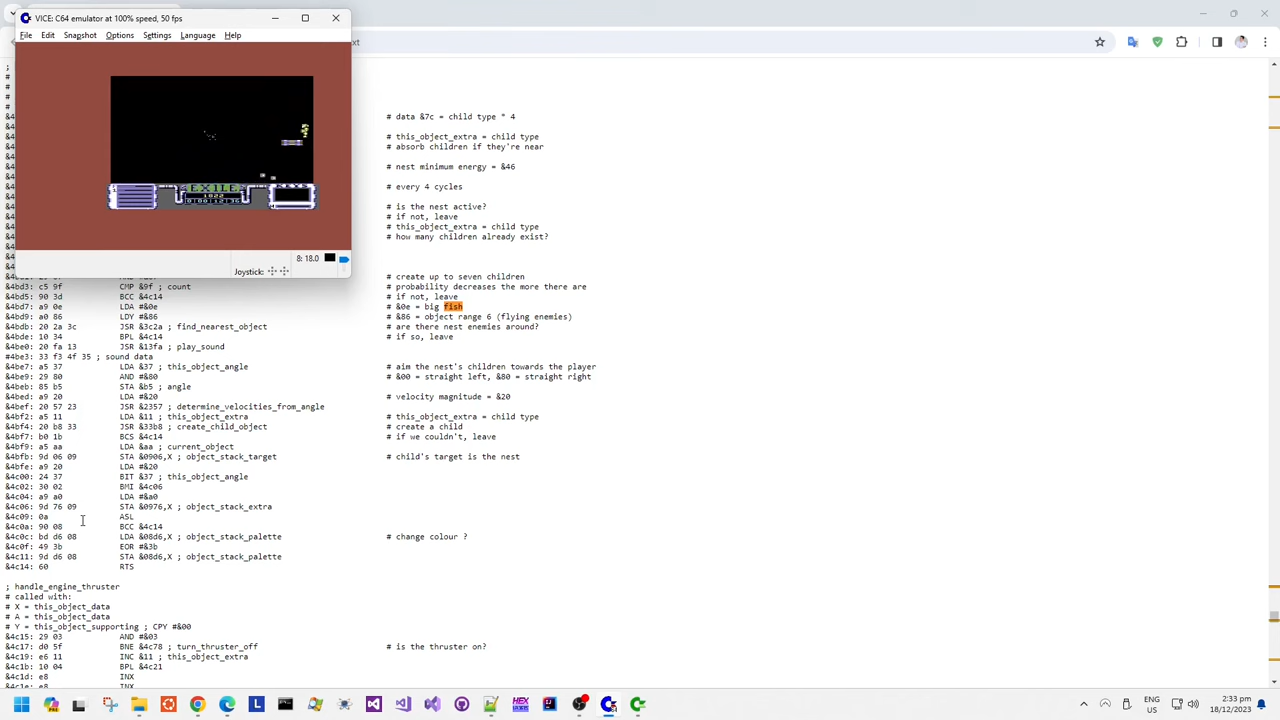 VICE: C64 emulator at 100% speed, 50 fps
File Edit Snapshot Options Settings Language Help
EXILE
KEYS
8: 18.0
Joystick:
# data &7c = child type * 4
# this_object_extra = child type
# absorb children if they're near
# nest minimum energy = &46
# every 4 cycles
# is the nest active?
# if not, leave
# this_object_extra = child type
# how many children already exist?
# create up to seven children
&4bd3: c5 9f CMP &9f ; count # probability decreases the more there are
&4bd5: 90 3d BCC &4c14 # if not, leave
&4bd7: a9 0e LDA #&0e # &0e = big fish
&4bd9: a0 86 LDY #&86 # &86 = object range 6 (flying enemies)
&4bdb: 20 2a 3c JSR &3c2a ; find_nearest_object # are there nest enemies around?
&4bde: 10 34 BPL &4c14 # if so, leave
&4be0: 20 fa 13 JSR &13fa ; play_sound
&4be3: 33 f3 4f 35 ; sound data
&4be7: a5 37 LDA &37 ; this_object_angle # aim the nest's children towards the player
&4be9: 29 80 AND #&80 # &00 = straight left, &80 = straight right
&4beb: 85 b5 STA &b5 ; angle
&4bed: a9 20 LDA #&20 # velocity magnitude = &20
&4bef: 20 57 23 JSR &2357 ; determine_velocities_from_angle
&4bf2: a5 11 LDA &11 ; this_object_extra # this_object_extra = child type
&4bf4: 20 b8 33 JSR &33b8 ; create_child_object # create a child
&4bf7: b0 1b BCS &4c14 # if we couldn't, leave
&4bf9: a5 aa LDA &aa ; current_object
&4bfb: 9d 06 09 STA &0906,X ; object_stack_target # child's target is the nest
&4bfe: a9 20 LDA #&20
&4c00: 24 37 BIT &37 ; this_object_angle
&4c02: 30 02 BMI &4c06
&4c04: a9 a0 LDA #&a0
&4c06: 9d 76 09 STA &0976,X ; object_stack_extra
&4c09: 0a ASL
&4c0a: 90 08 BCC &4c14
&4c0c: bd d6 08 LDA &08d6,X ; object_stack_palette # change colour ?
&4c0f: 49 3b EOR #&3b
&4c11: 9d d6 08 STA &08d6,X ; object_stack_palette
&4c14: 60 RTS
; handle_engine_thruster
# called with:
# X = this_object_data
# A = this_object_data
# Y = this_object_supporting ; CPY #&00
&4c15: 29 03 AND #&03
&4c17: d0 5f BNE &4c78 ; turn_thruster_off # is the thruster on?
&4c19: e6 11 INC &11 ; this_object_extra
&4c1b: 10 04 BPL &4c21
&4c1d: e8 INX
&4c1e: e8 INX
ENG
US
2:33 pm
18/12/2023